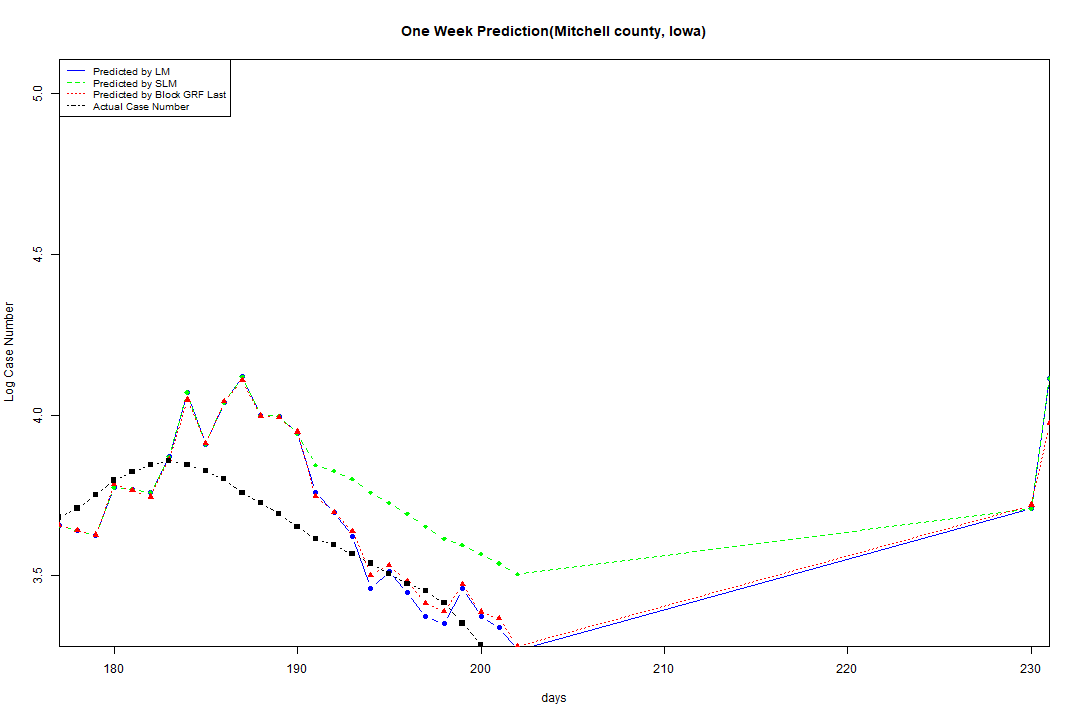 One Week Prediction(Mitchell county, Iowa)
Predicted by LM
Predicted by SLM
Predicted by Block GRF Last
Actual Case Number
5.0
4.5
4.0
3.5
Log Case Number
180 190 200 210 220 230
days